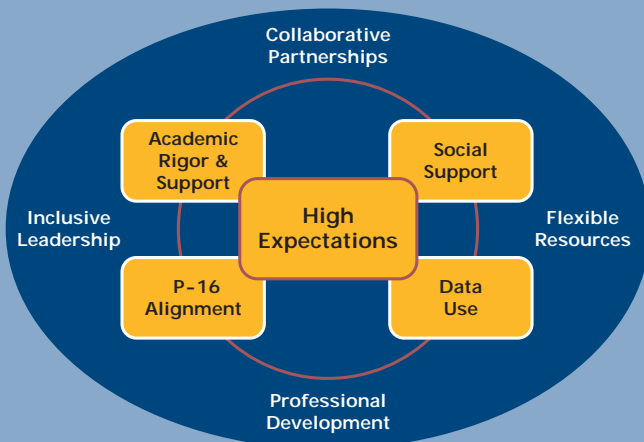 Collaborative
Partnerships
Academic
Rigor &
Support
Social
Support
Inclusive
Leadership
High
Expectations
Flexible
Resources
P-16
Alignment
Data
Use
Professional
Development